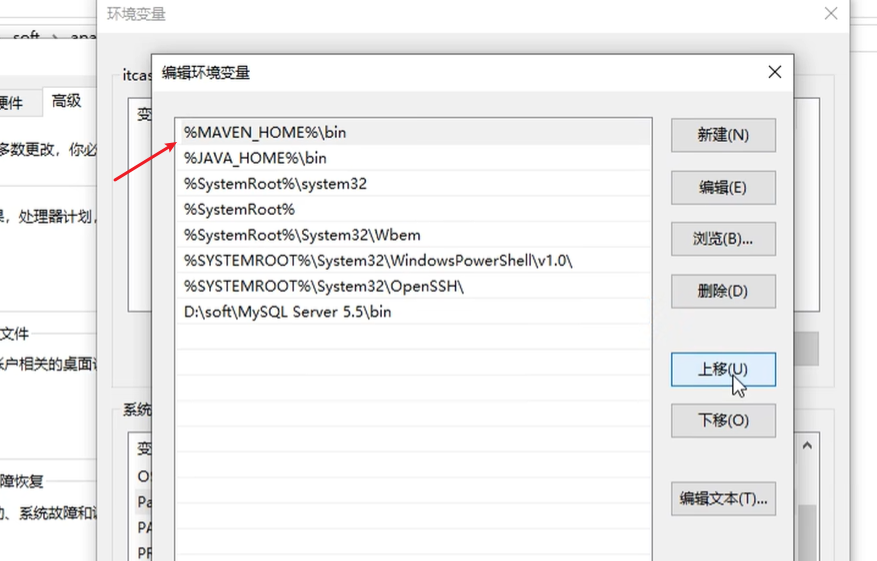 环境变量
编辑环境变量
硬件
高级
%MAVEN_HOME%\bin
%JAVA_HOME%\bin
%SystemRoot%\system32
%SystemRoot%
%SystemRoot%\System32\Wbem
%SYSTEMROOT%\System32\WindowsPowerShell\v1.0\
%SYSTEMROOT%\System32\OpenSSH\
D:\soft\MySQL Server 5.5\bin
新建(N)
编辑(E)
浏览(B)...
删除(D)
上移(U)
下移(O)
编辑文本(T)...
itcas
变
多数更改，你必
，处理器计划，
文件
户相关的桌面
系统
变
Pa
PA
PF
障恢复
、系统故障和